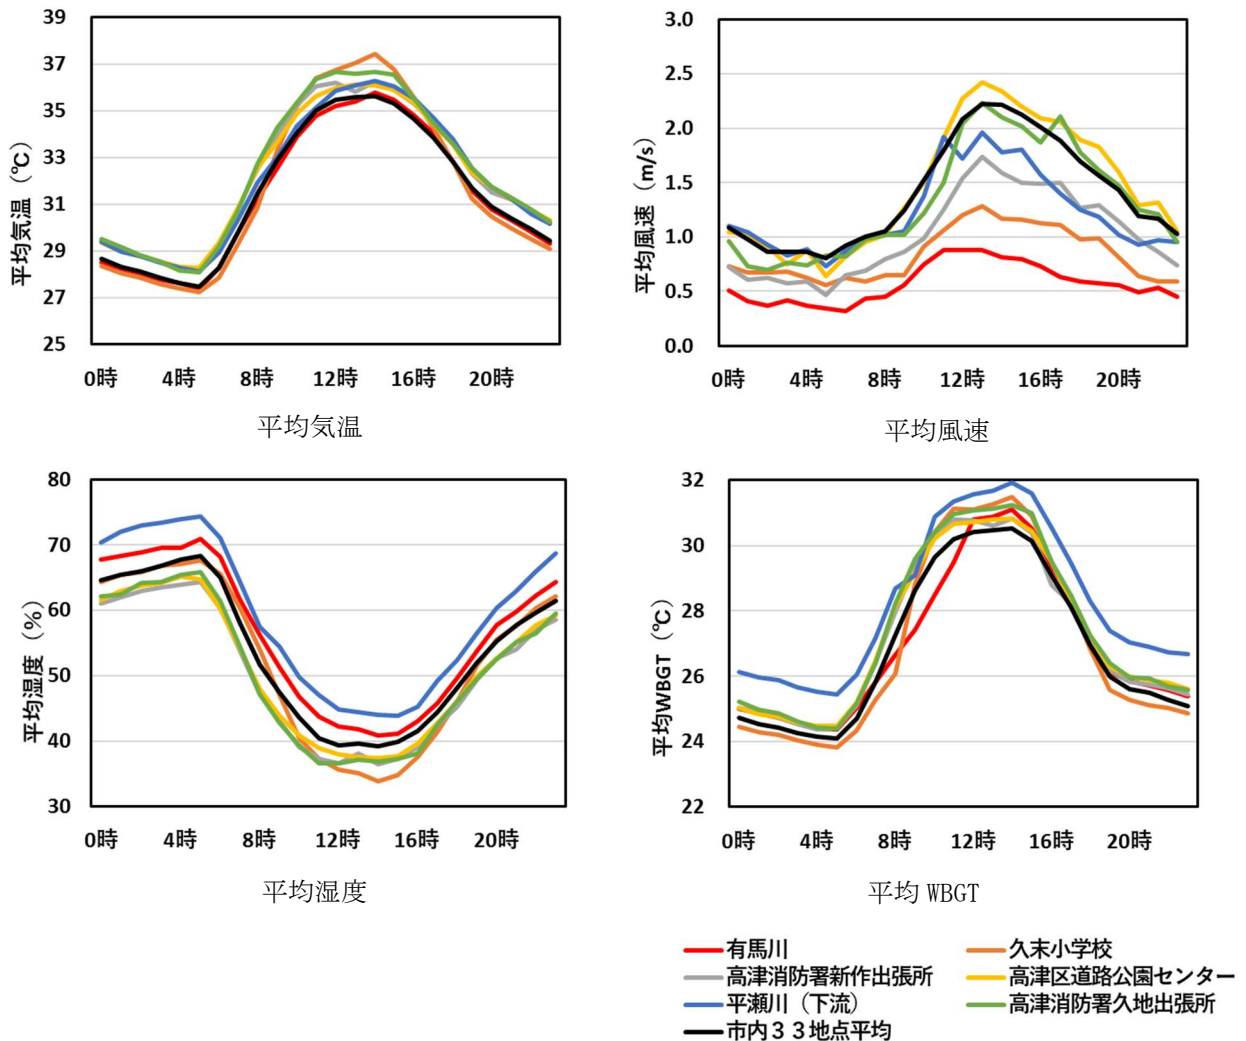 39
37
35
33
31
29
27
25
平均気温（℃）
0時 4時 8時 12時 16時 20時
平均気温
3.0
2.5
2.0
1.5
1.0
0.5
0.0
平均風速（m/s）
0時 4時 8時 12時 16時 20時
平均風速
80
70
60
50
40
30
平均湿度（%）
0時 4時 8時 12時 16時 20時
平均湿度
32
30
28
26
24
22
平均WBGT（℃）
0時 4時 8時 12時 16時 20時
平均 WBGT
有馬川 久末小学校
高津消防署新作出張所 高津区道路公園センター
平瀬川（下流） 高津消防署久地出張所
市内３３地点平均